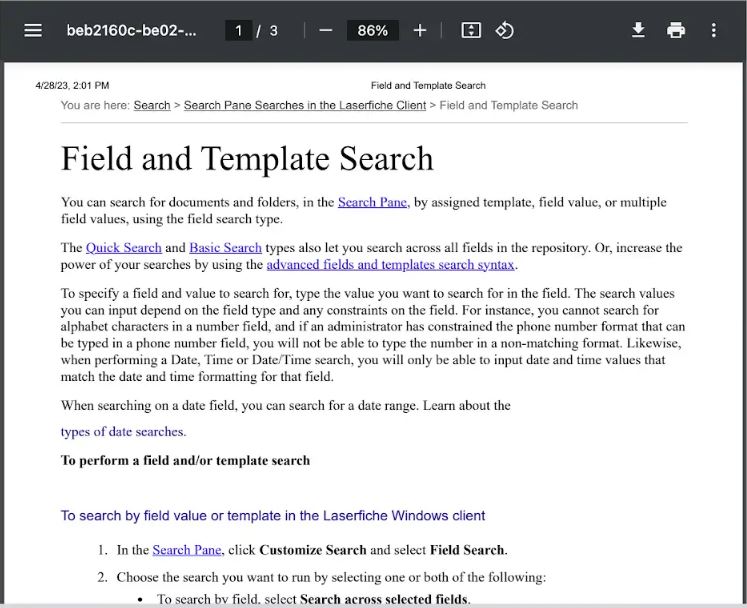 beb2160c-be02-... 1 / 3 86%
4/28/23, 2:01 PM Field and Template Search
You are here: Search > Search Pane Searches in the Laserfiche Client > Field and Template Search
Field and Template Search
You can search for documents and folders, in the Search Pane, by assigned template, field value, or multiple
field values, using the field search type.
The Quick Search and Basic Search types also let you search across all fields in the repository. Or, increase the
power of your searches by using the advanced fields and templates search syntax.
To specify a field and value to search for, type the value you want to search for in the field. The search values
you can input depend on the field type and any constraints on the field. For instance, you cannot search for
alphabet characters in a number field, and if an administrator has constrained the phone number format that can
be typed in a phone number field, you will not be able to type the number in a non-matching format. Likewise,
when performing a Date, Time or Date/Time search, you will only be able to input date and time values that
match the date and time formatting for that field.
When searching on a date field, you can search for a date range. Learn about the
types of date searches.
To perform a field and/or template search
To search by field value or template in the Laserfiche Windows client
1. In the Search Pane, click Customize Search and select Field Search.
2. Choose the search you want to run by selecting one or both of the following:
• To search by field, select Search across selected fields.